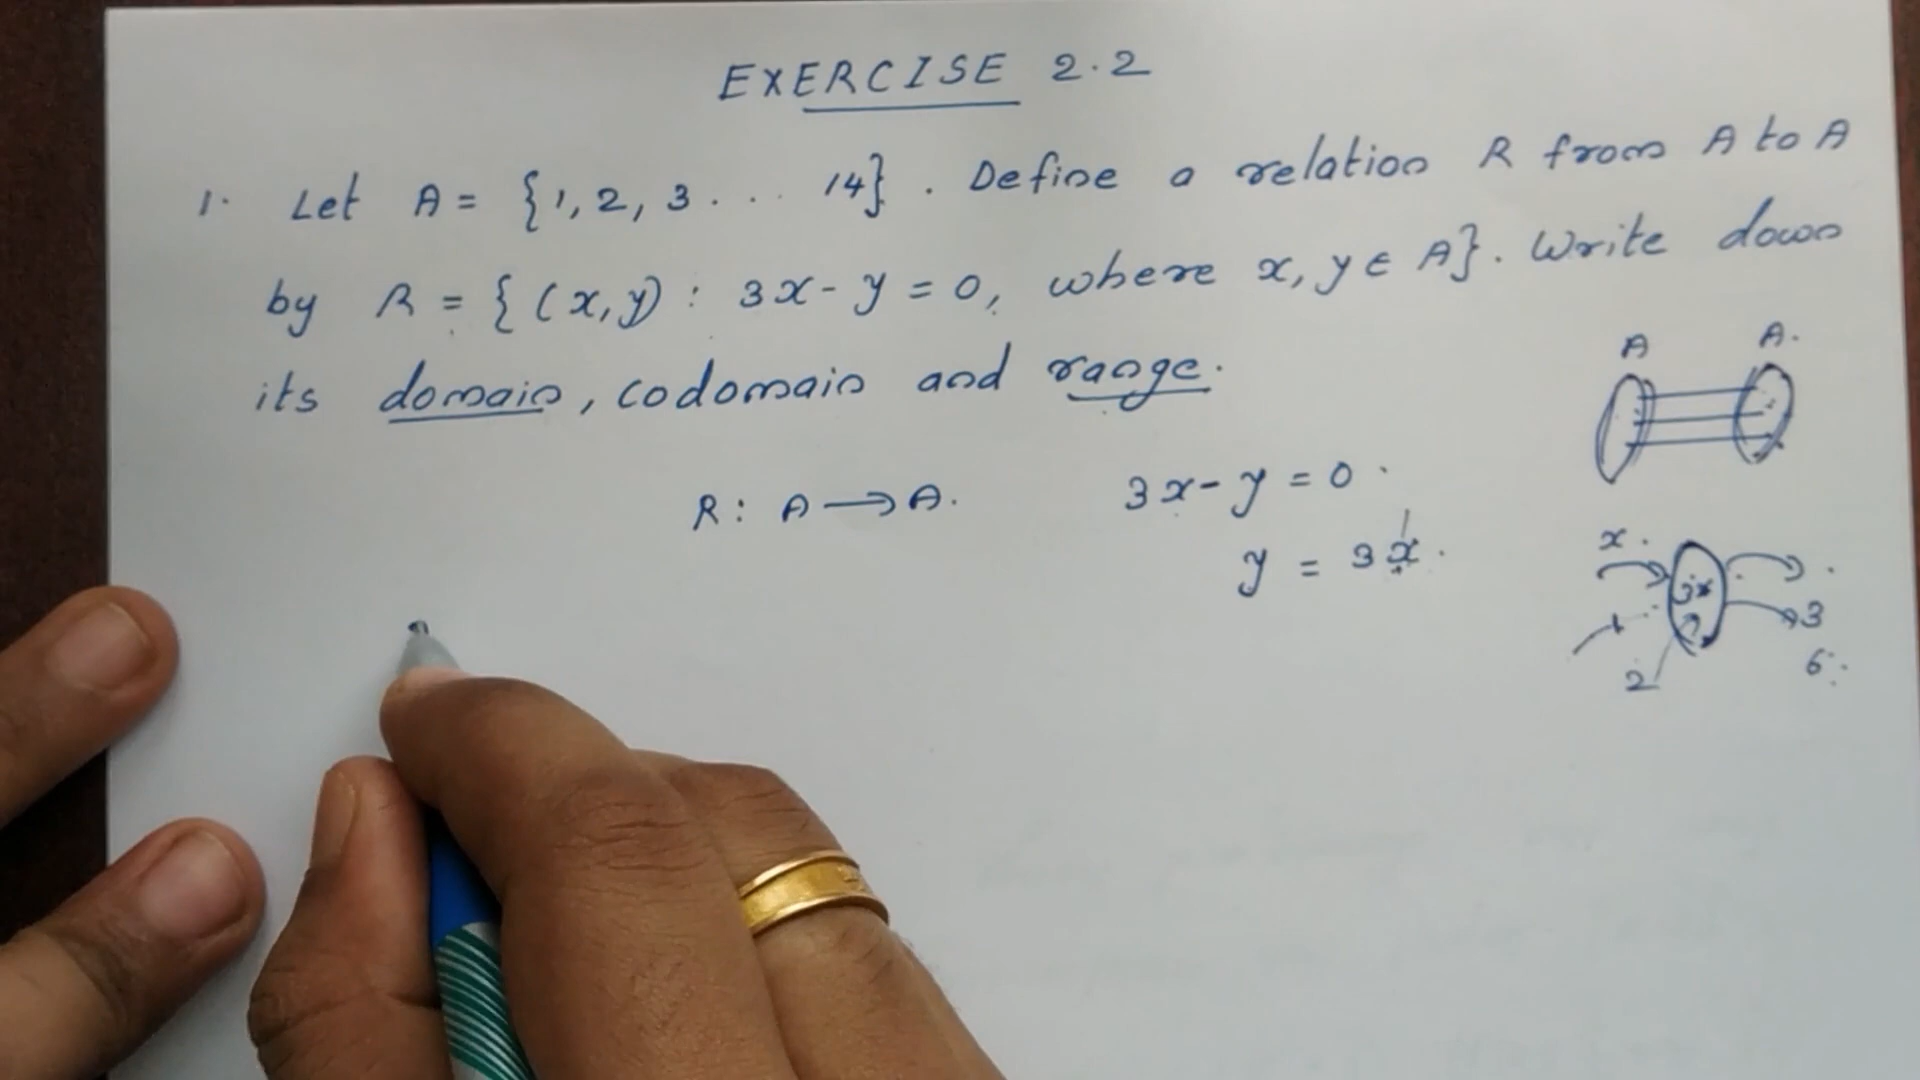 EXERCISE 2.2
1. Let A = {1, 2, 3 . . . 14} . Define a relation R from A to A
by R = { (x, y) : 3x - y = 0, where x, y ∈ A}. Write down
its domain, codomain and range.
A A.
R : A ⟶ A. 3x - y = 0 .
y = 3x .
x .
3x
3
2 6